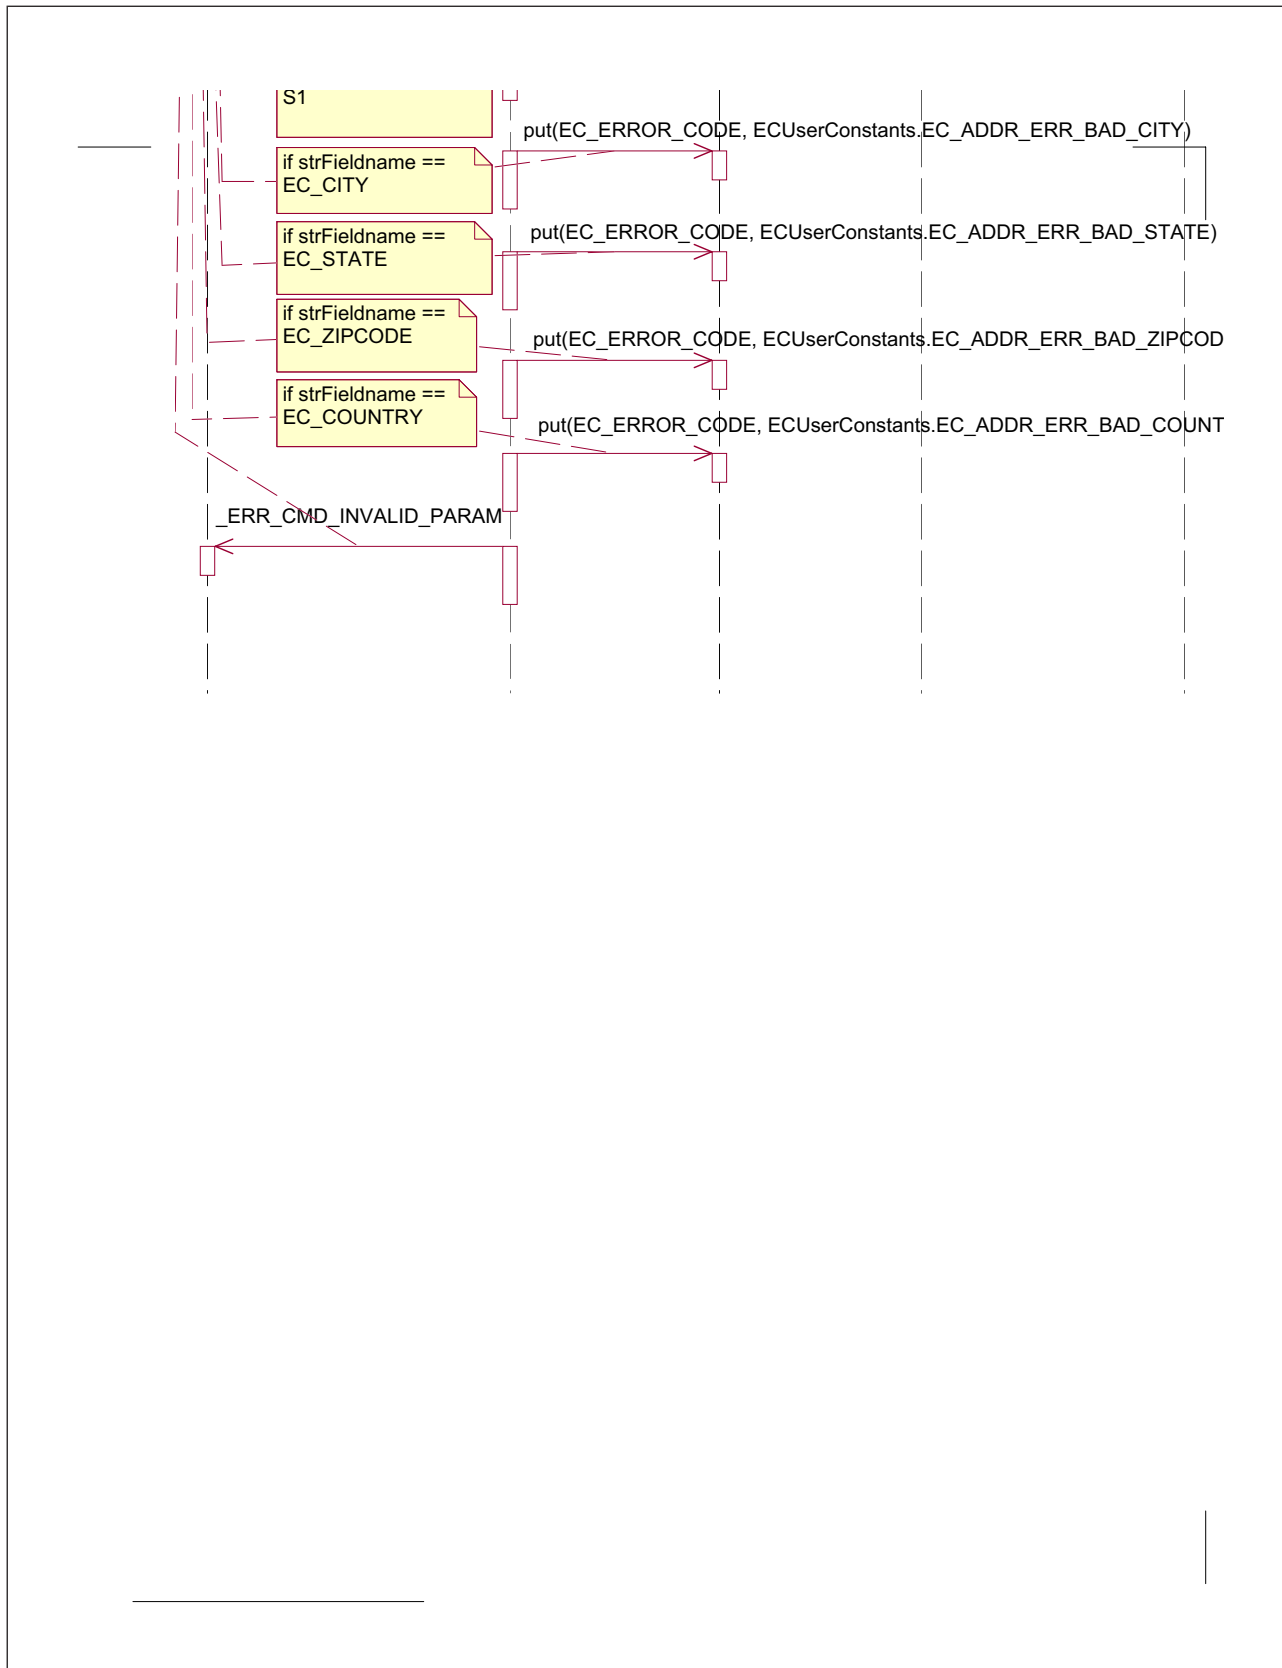 S1
put(EC_ERROR_CODE, ECUserConstants.EC_ADDR_ERR_BAD_CITY)
if strFieldname ==
EC_CITY
put(EC_ERROR_CODE, ECUserConstants.EC_ADDR_ERR_BAD_STATE)
if strFieldname ==
EC_STATE
if strFieldname ==
EC_ZIPCODE
put(EC_ERROR_CODE, ECUserConstants.EC_ADDR_ERR_BAD_ZIPCOD
if strFieldname ==
EC_COUNTRY
put(EC_ERROR_CODE, ECUserConstants.EC_ADDR_ERR_BAD_COUNT
_ERR_CMD_INVALID_PARAM